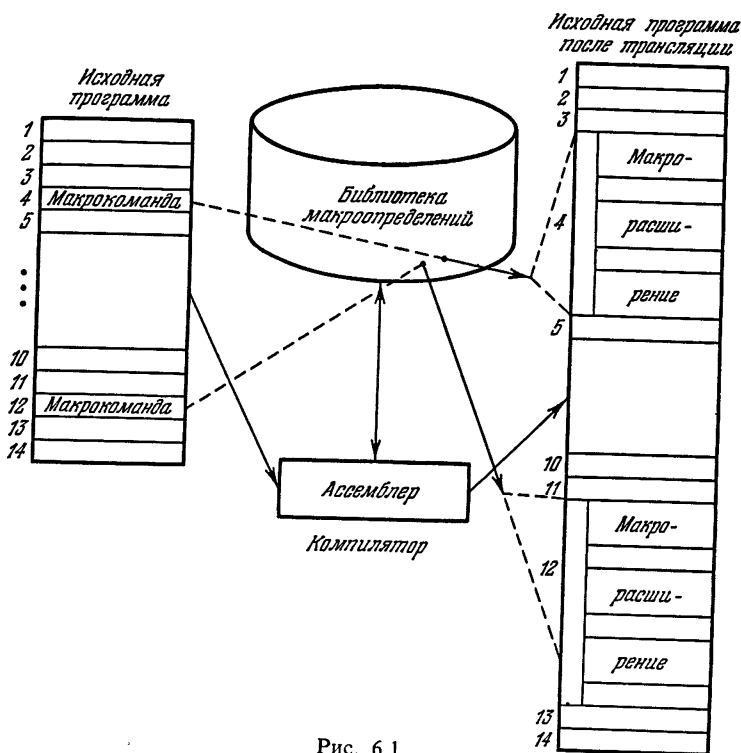 Исходная
программа
1
2
3
4 Макрокоманда
5
10
11
12 Макрокоманда
13
14
Библиотека
макроопределений
Ассемблер
Компилятор
Исходная программа
после трансляции
1
2
3
Макро-
4
расши-
рение
5
10
11
Макро-
12
расши-
рение
13
14
Рис. 6.1